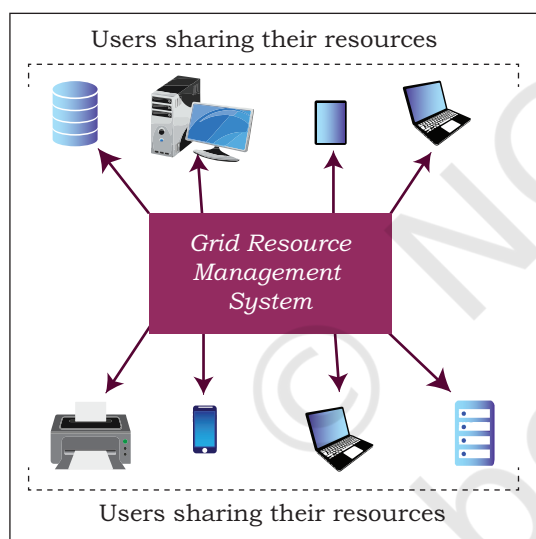 Users sharing their resources
Grid Resource
Management
System
Users sharing their resources